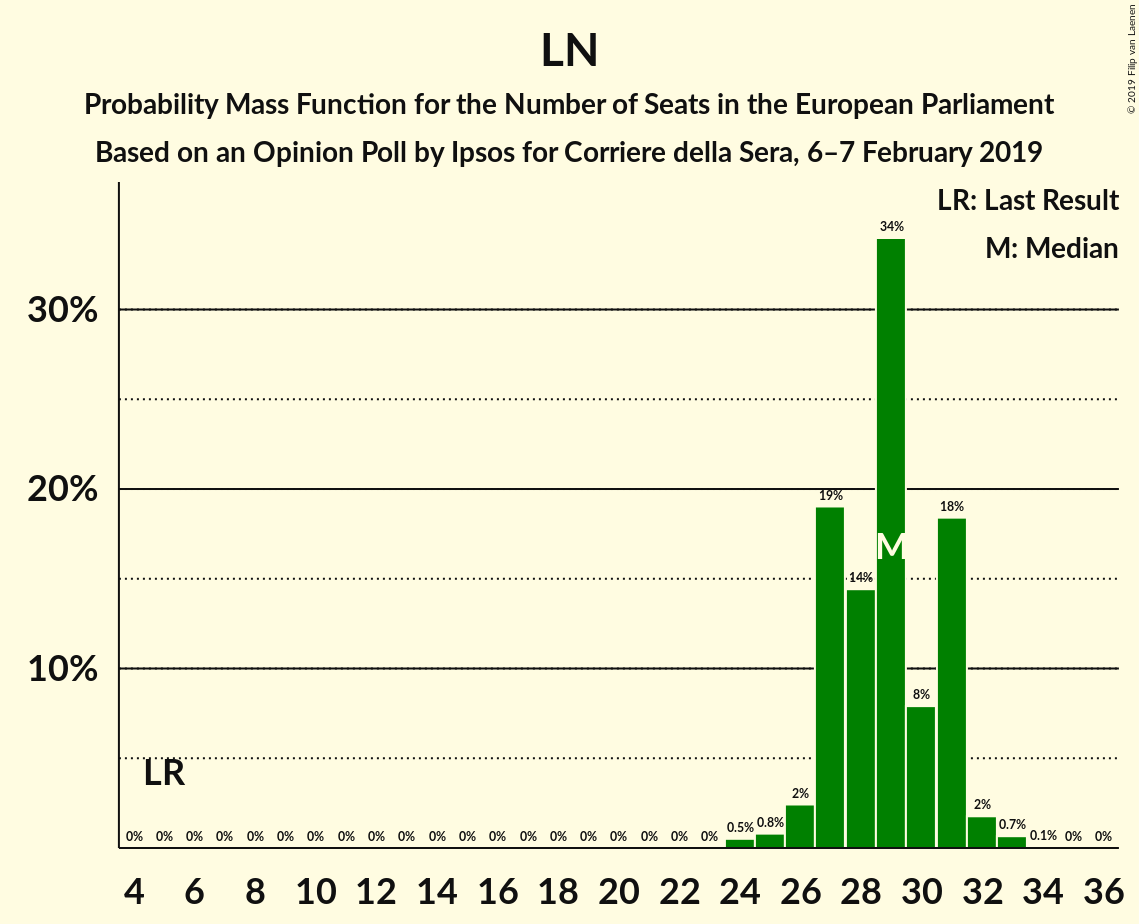 LN
Probability Mass Function for the Number of Seats in the European Parliament
Based on an Opinion Poll by Ipsos for Corriere della Sera, 6–7 February 2019
© 2019 Filip van Laenen
LR: Last Result
M: Median
30%
20%
10%
LR
M
0% 0% 0% 0% 0% 0% 0% 0% 0% 0% 0% 0% 0% 0% 0% 0% 0% 0% 0% 0% 0.5% 0.8% 2% 19% 14% 34% 8% 18% 2% 0.7% 0.1% 0% 0%
4 6 8 10 12 14 16 18 20 22 24 26 28 30 32 34 36